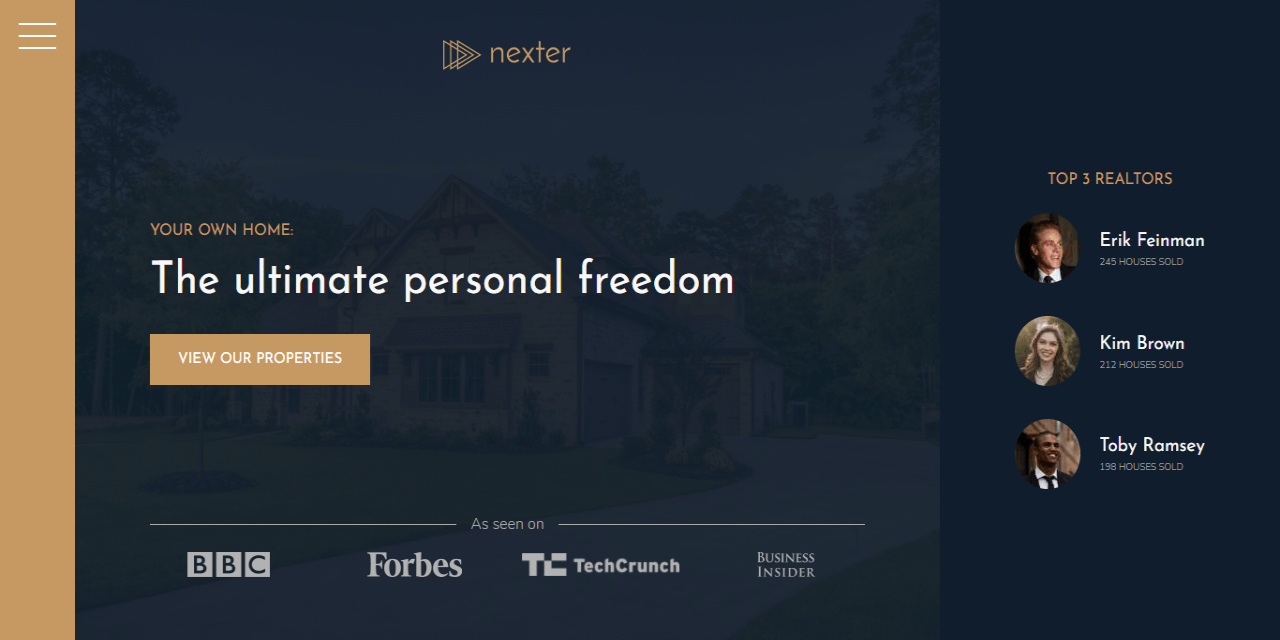 nexter
YOUR OWN HOME:
The ultimate personal freedom
VIEW OUR PROPERTIES
As seen on
BBC
Forbes
TC TechCrunch
BUSINESS
INSIDER
TOP 3 REALTORS
Erik Feinman
245 HOUSES SOLD
Kim Brown
212 HOUSES SOLD
Toby Ramsey
198 HOUSES SOLD